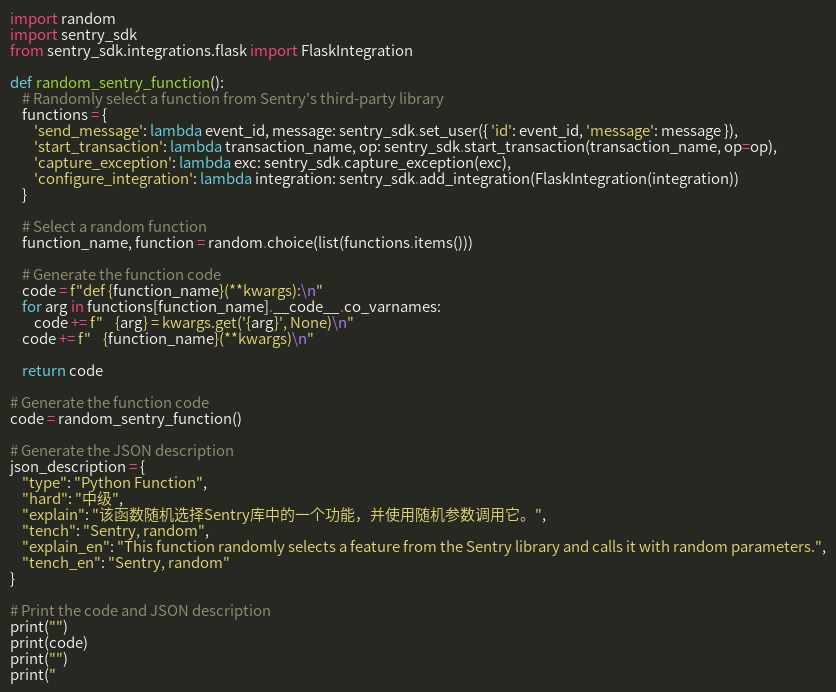 import random
import sentry_sdk
from sentry_sdk.integrations.flask import FlaskIntegration

def random_sentry_function():
    # Randomly select a function from Sentry's third-party library
    functions = {
        'send_message': lambda event_id, message: sentry_sdk.set_user({ 'id': event_id, 'message': message }),
        'start_transaction': lambda transaction_name, op: sentry_sdk.start_transaction(transaction_name, op=op),
        'capture_exception': lambda exc: sentry_sdk.capture_exception(exc),
        'configure_integration': lambda integration: sentry_sdk.add_integration(FlaskIntegration(integration))
    }

    # Select a random function
    function_name, function = random.choice(list(functions.items()))

    # Generate the function code
    code = f"def {function_name}(**kwargs):\n"
    for arg in functions[function_name].__code__.co_varnames:
        code += f"    {arg} = kwargs.get('{arg}', None)\n"
    code += f"    {function_name}(**kwargs)\n"

    return code

# Generate the function code
code = random_sentry_function()

# Generate the JSON description
json_description = {
    "type": "Python Function",
    "hard": "中级",
    "explain": "该函数随机选择Sentry库中的一个功能，并使用随机参数调用它。",
    "tench": "Sentry, random",
    "explain_en": "This function randomly selects a feature from the Sentry library and calls it with random parameters.",
    "tench_en": "Sentry, random"
}

# Print the code and JSON description
print("")
print(code)
print("")
print("